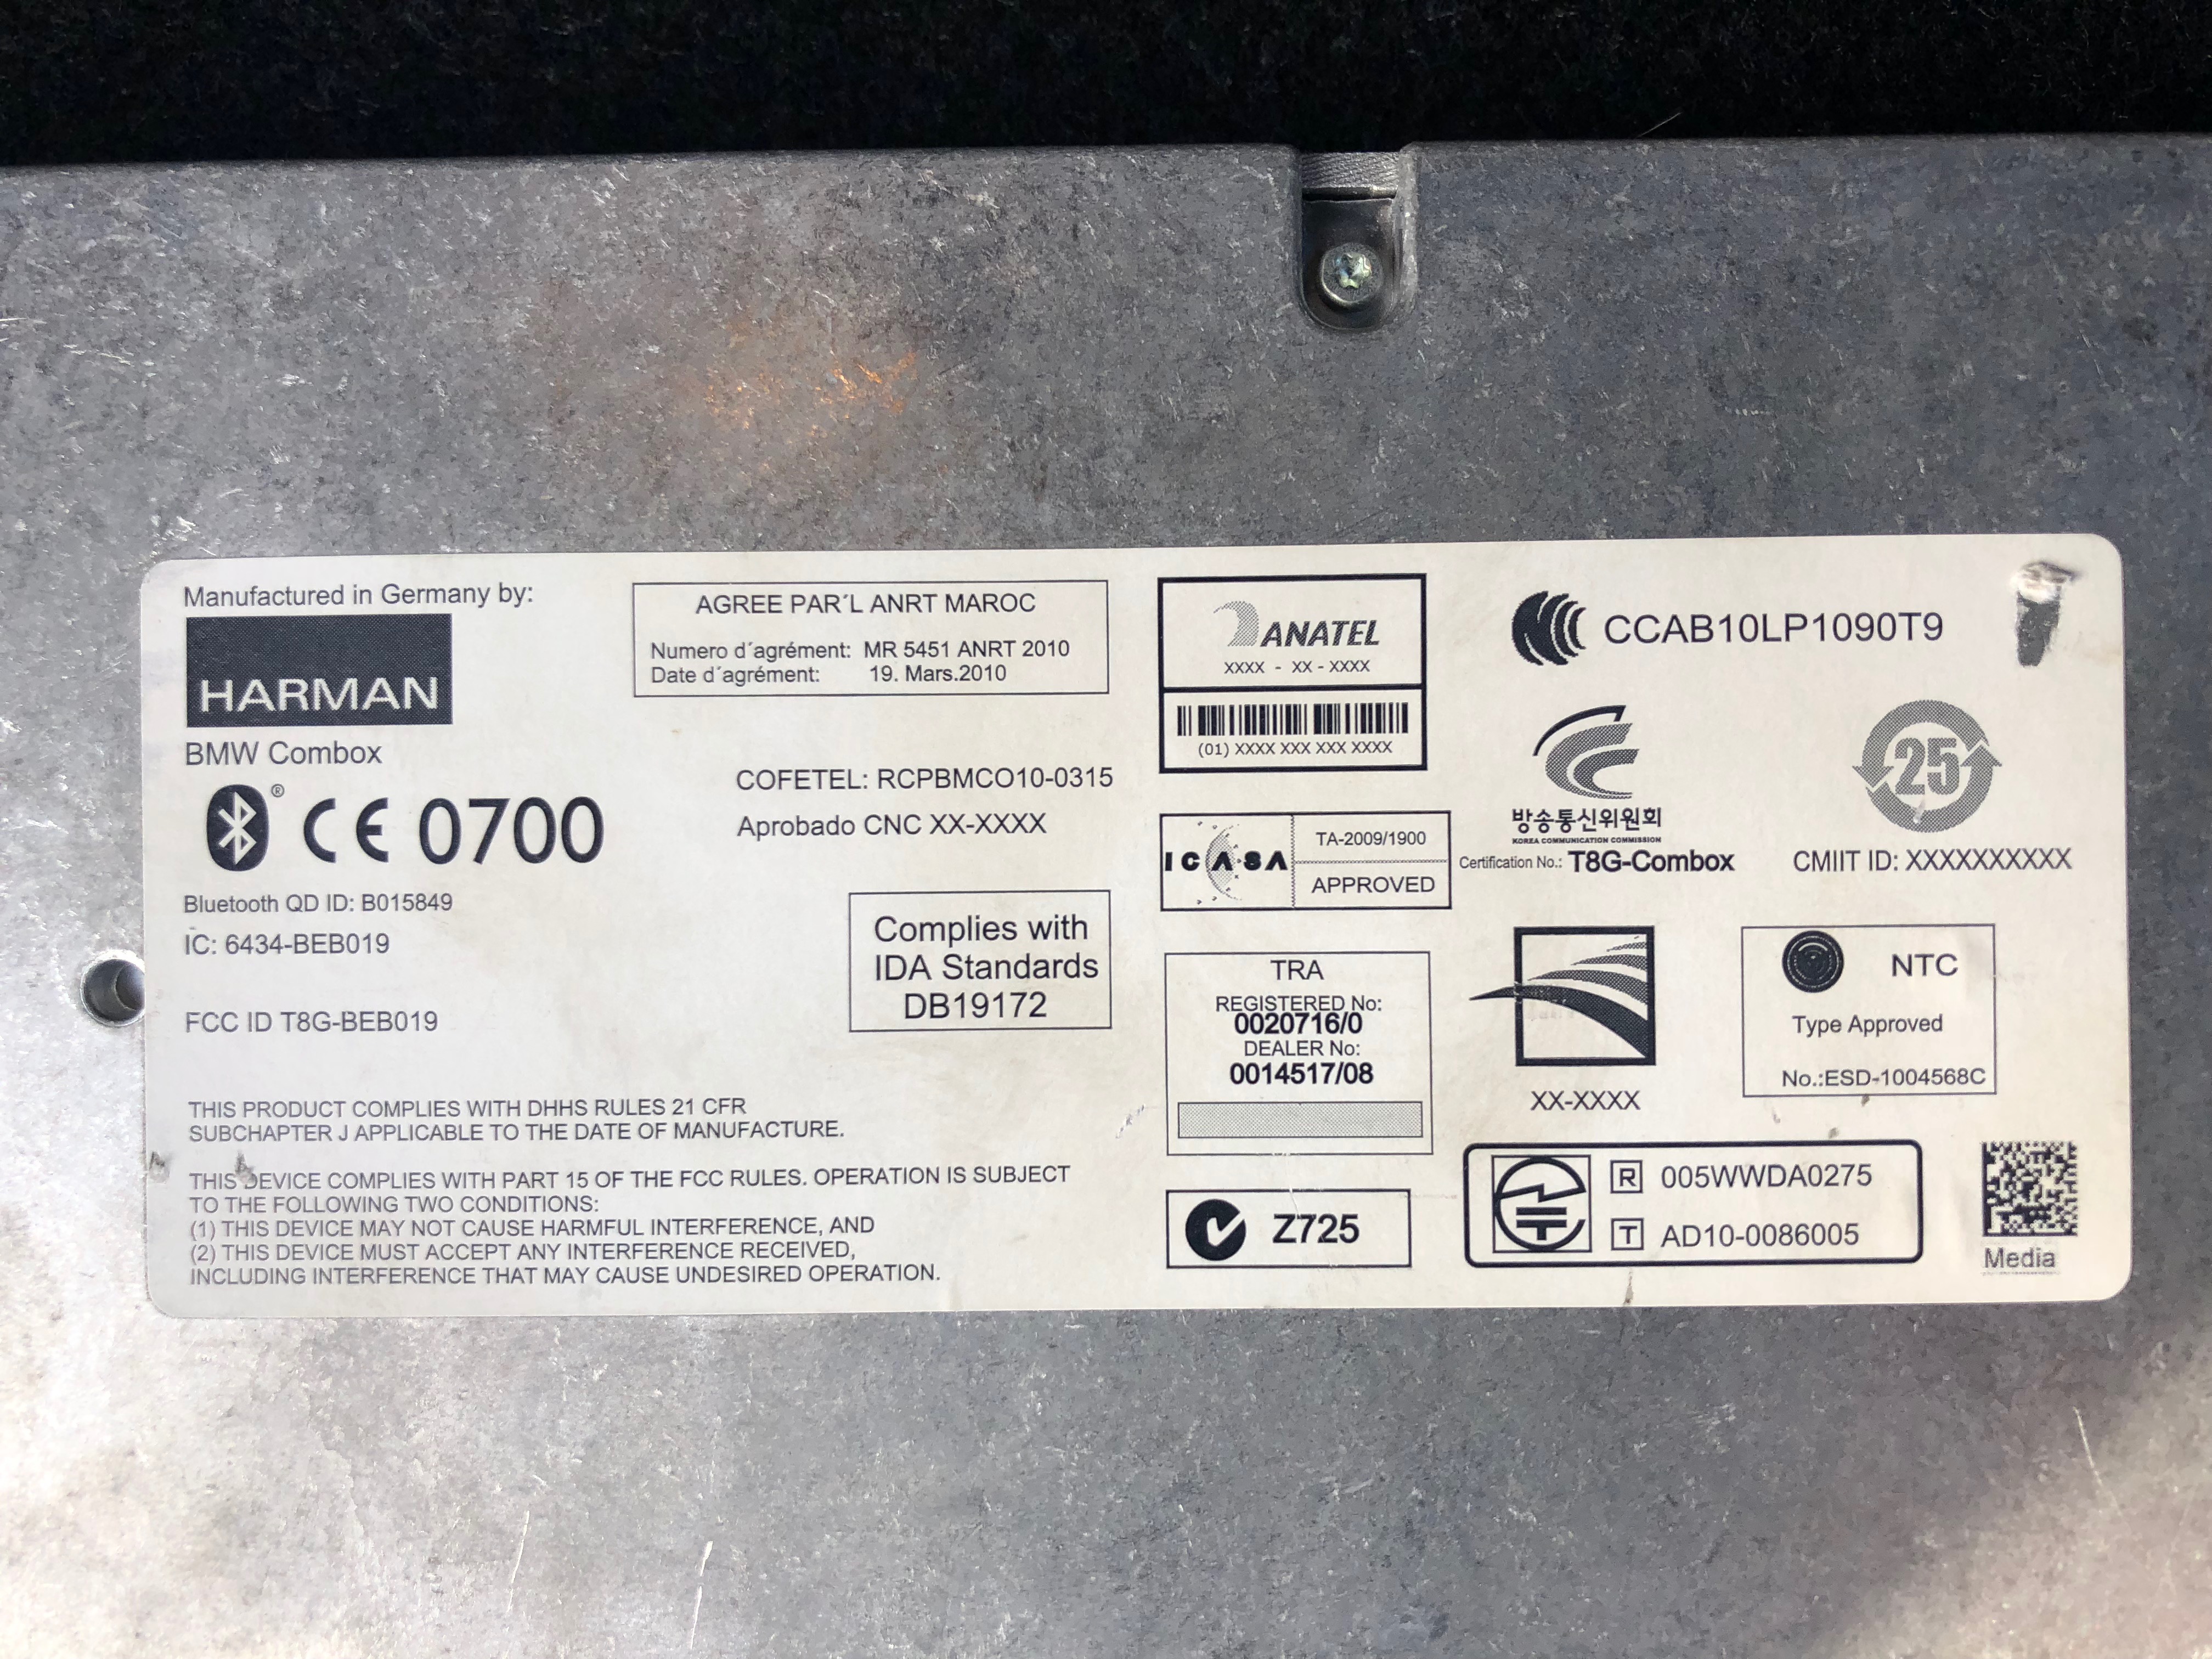 Manufactured in Germany by:
HARMAN
BMW Combox
® CE 0700
Bluetooth QD ID: B015849
IC: 6434-BEB019
FCC ID T8G-BEB019
THIS PRODUCT COMPLIES WITH DHHS RULES 21 CFR
SUBCHAPTER J APPLICABLE TO THE DATE OF MANUFACTURE.
THIS DEVICE COMPLIES WITH PART 15 OF THE FCC RULES. OPERATION IS SUBJECT
TO THE FOLLOWING TWO CONDITIONS:
(1) THIS DEVICE MAY NOT CAUSE HARMFUL INTERFERENCE, AND
(2) THIS DEVICE MUST ACCEPT ANY INTERFERENCE RECEIVED,
INCLUDING INTERFERENCE THAT MAY CAUSE UNDESIRED OPERATION.
AGREE PAR´L ANRT MAROC
Numero d´agrément: MR 5451 ANRT 2010
Date d´agrément: 19. Mars.2010
COFETEL: RCPBMCO10-0315
Aprobado CNC XX-XXXX
Complies with
IDA Standards
DB19172
ANATEL
XXXX - XX - XXXX
(01) XXXX XXX XXX XXXX
ICASA
TA-2009/1900
APPROVED
TRA
REGISTERED No:
0020716/0
DEALER No:
0014517/08
Z725
CCAB10LP1090T9
방송통신위원회
KOREA COMMUNICATION COMMISSION
Certification No.: T8G-Combox
25
CMIIT ID: XXXXXXXXXX
XX-XXXX
NTC
Type Approved
No.:ESD-1004568C
R 005WWDA0275
T AD10-0086005
Media